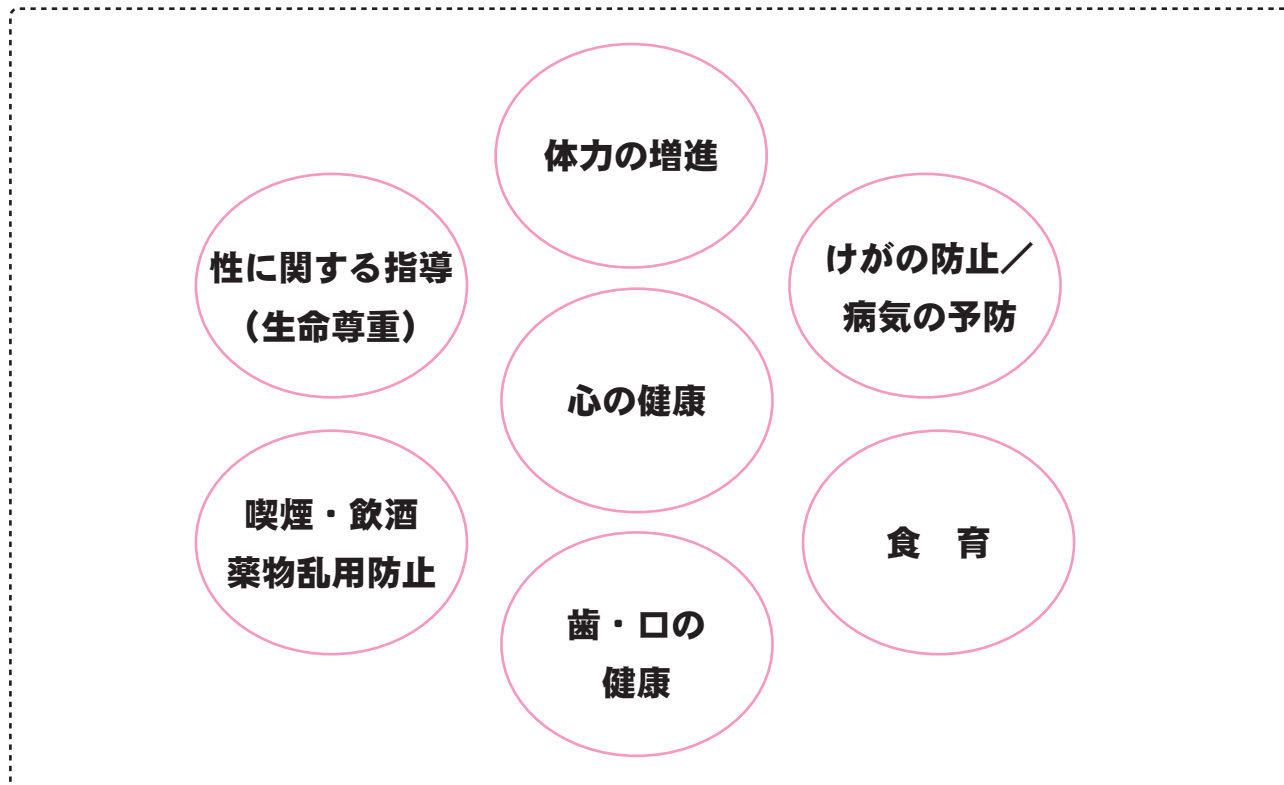 体力の増進
性に関する指導
（生命尊重）
けがの防止／
病気の予防
心の健康
喫煙・飲酒
薬物乱用防止
食　育
歯・口の
健康